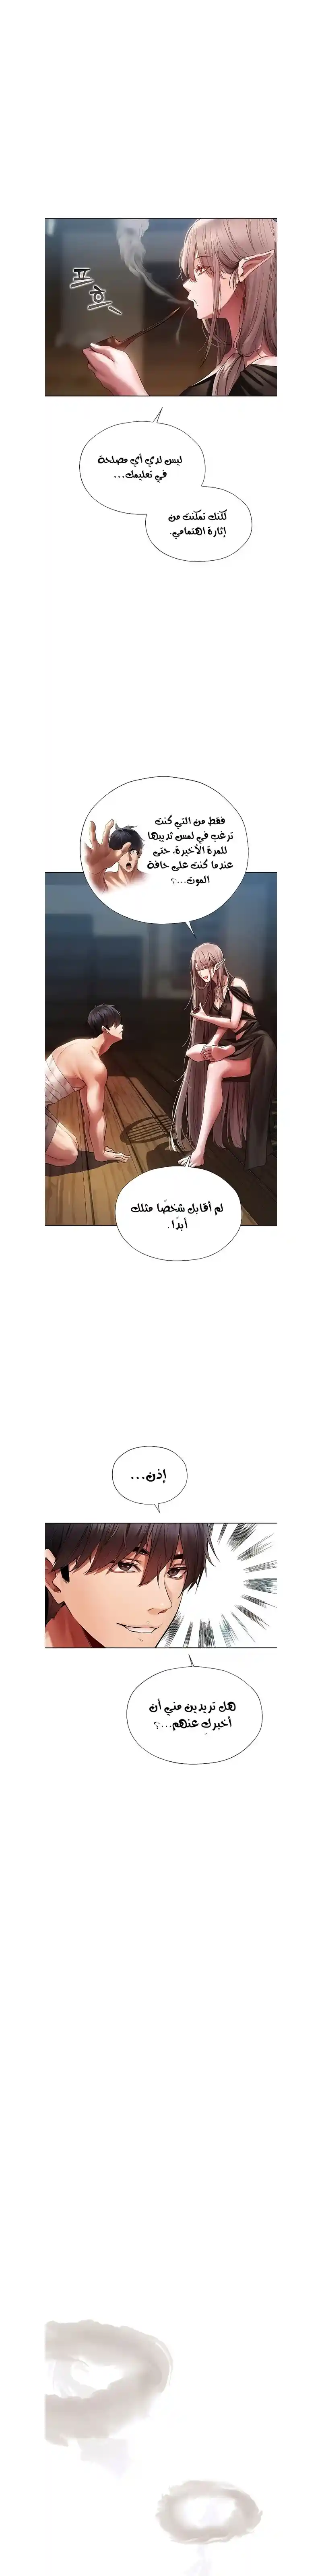 프흐
ليس لدي أي مصلحة
في تعليمك...
لكنك تمكنت من
إثارة اهتمامي.
فقط من التي كنت
ترغب في لمس ثدييها
للمرة الأخيرة، حتى
عندما كنت على حافة
الموت...؟
لم أقابل شخصًا مثلك
أبدًا.
إذن...
هل تريدين مني أن
أخبركِ عنهم...؟